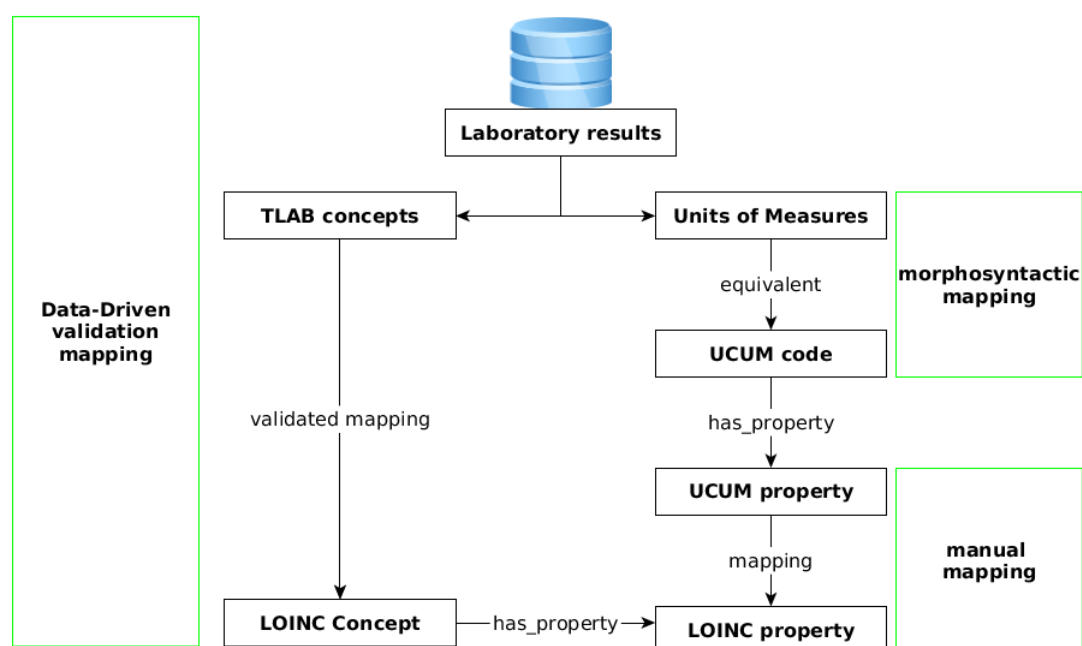 Laboratory results
TLAB concepts
Units of Measures
equivalent
morphosyntactic
mapping
Data-Driven
validation
mapping
UCUM code
validated mapping
has_property
UCUM property
mapping
manual
mapping
LOINC Concept
has_property
LOINC property